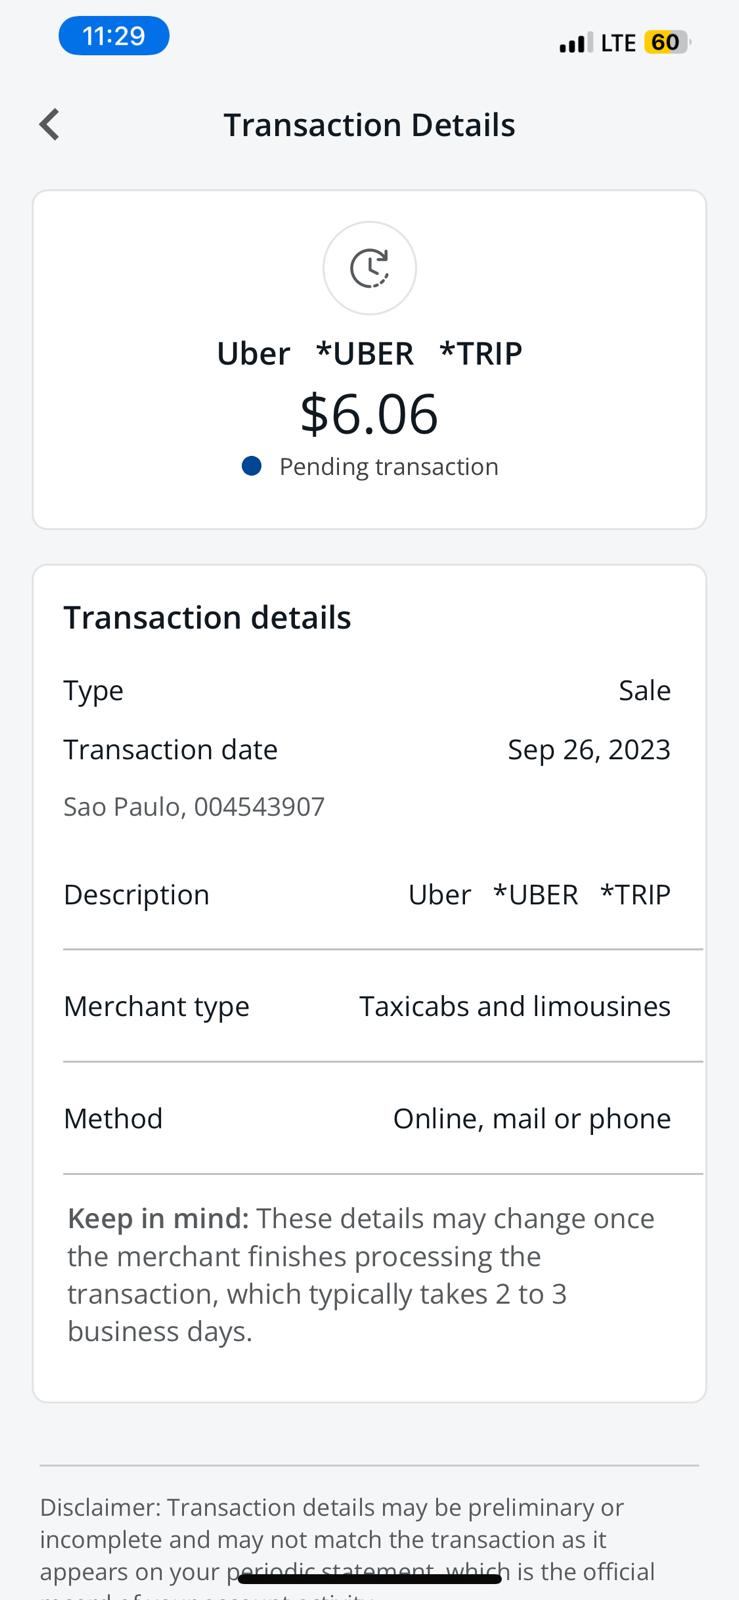 11:29
LTE 60
Transaction Details
Uber *UBER *TRIP
$6.06
Pending transaction
Transaction details
Type Sale
Transaction date Sep 26, 2023
Sao Paulo, 004543907
Description Uber *UBER *TRIP
Merchant type Taxicabs and limousines
Method Online, mail or phone
Keep in mind: These details may change once
the merchant finishes processing the
transaction, which typically takes 2 to 3
business days.
Disclaimer: Transaction details may be preliminary or
incomplete and may not match the transaction as it
appears on your periodic statement, which is the official